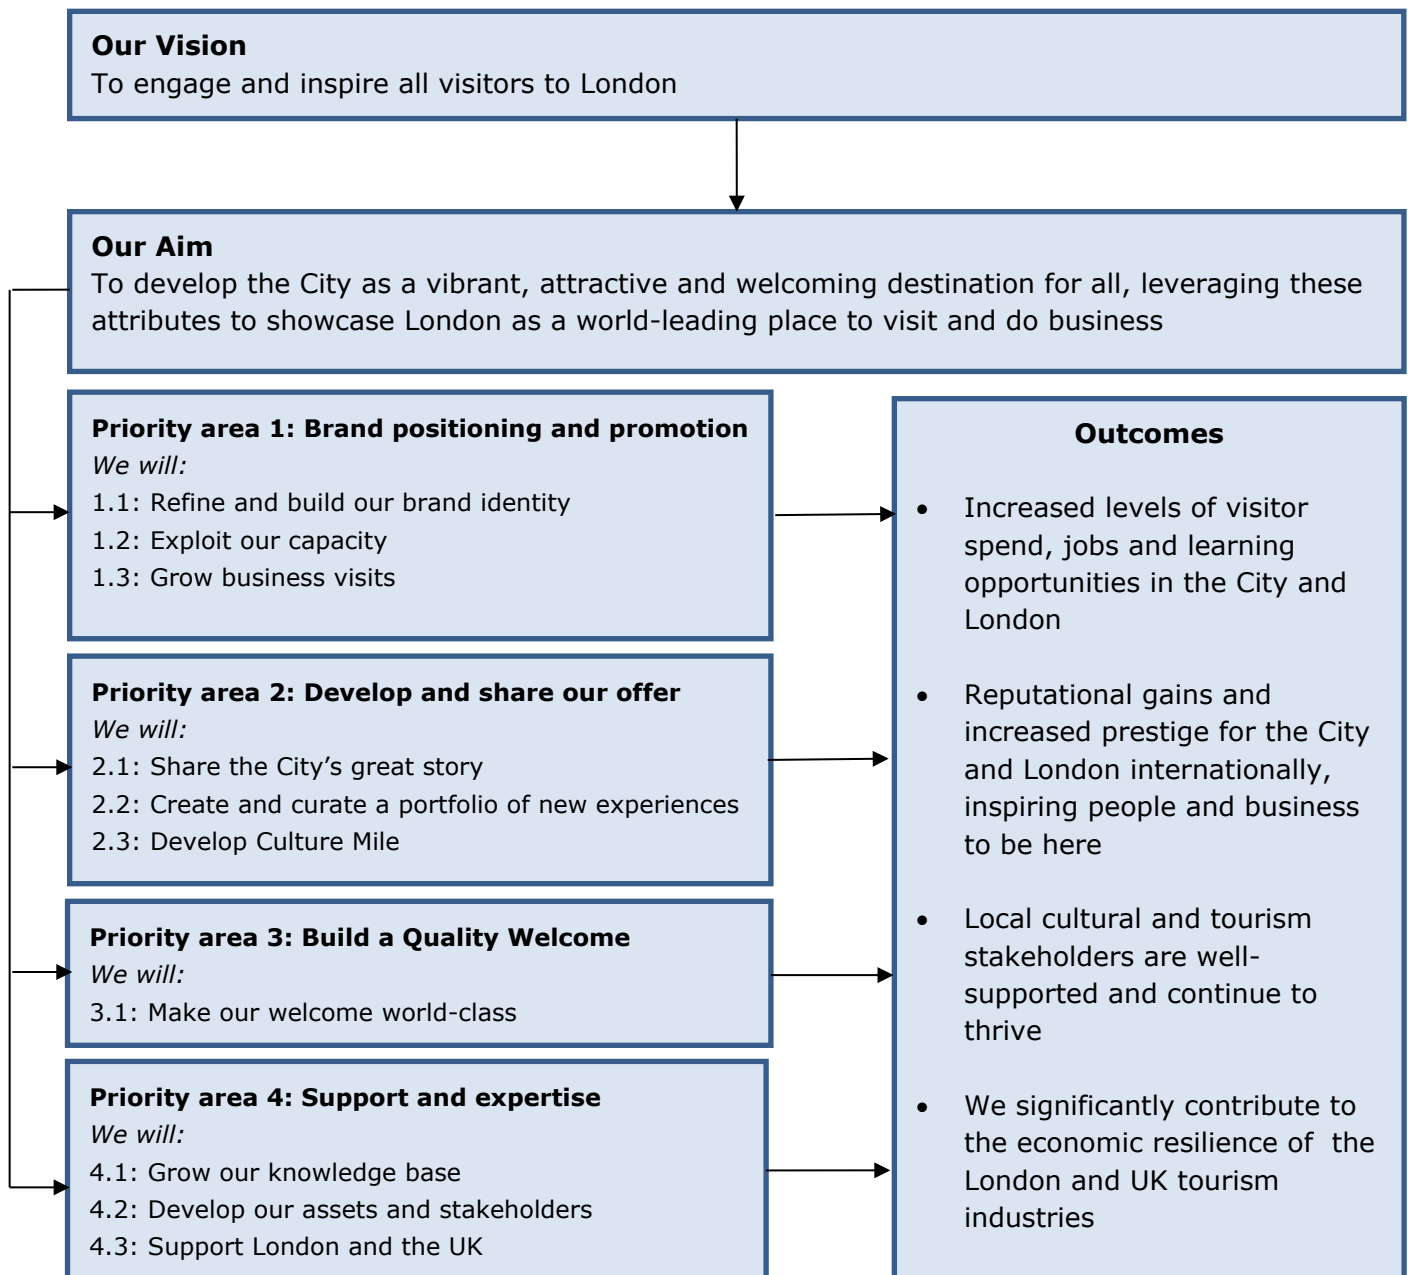 Our Vision
To engage and inspire all visitors to London
Our Aim
To develop the City as a vibrant, attractive and welcoming destination for all, leveraging these
attributes to showcase London as a world-leading place to visit and do business
Priority area 1: Brand positioning and promotion
We will:
1.1: Refine and build our brand identity
1.2: Exploit our capacity
1.3: Grow business visits
Priority area 2: Develop and share our offer
We will:
2.1: Share the City’s great story
2.2: Create and curate a portfolio of new experiences
2.3: Develop Culture Mile
Priority area 3: Build a Quality Welcome
We will:
3.1: Make our welcome world-class
Priority area 4: Support and expertise
We will:
4.1: Grow our knowledge base
4.2: Develop our assets and stakeholders
4.3: Support London and the UK
Outcomes
• Increased levels of visitor
spend, jobs and learning
opportunities in the City and
London
• Reputational gains and
increased prestige for the City
and London internationally,
inspiring people and business
to be here
• Local cultural and tourism
stakeholders are well-
supported and continue to
thrive
• We significantly contribute to
the economic resilience of  the
London and UK tourism
industries